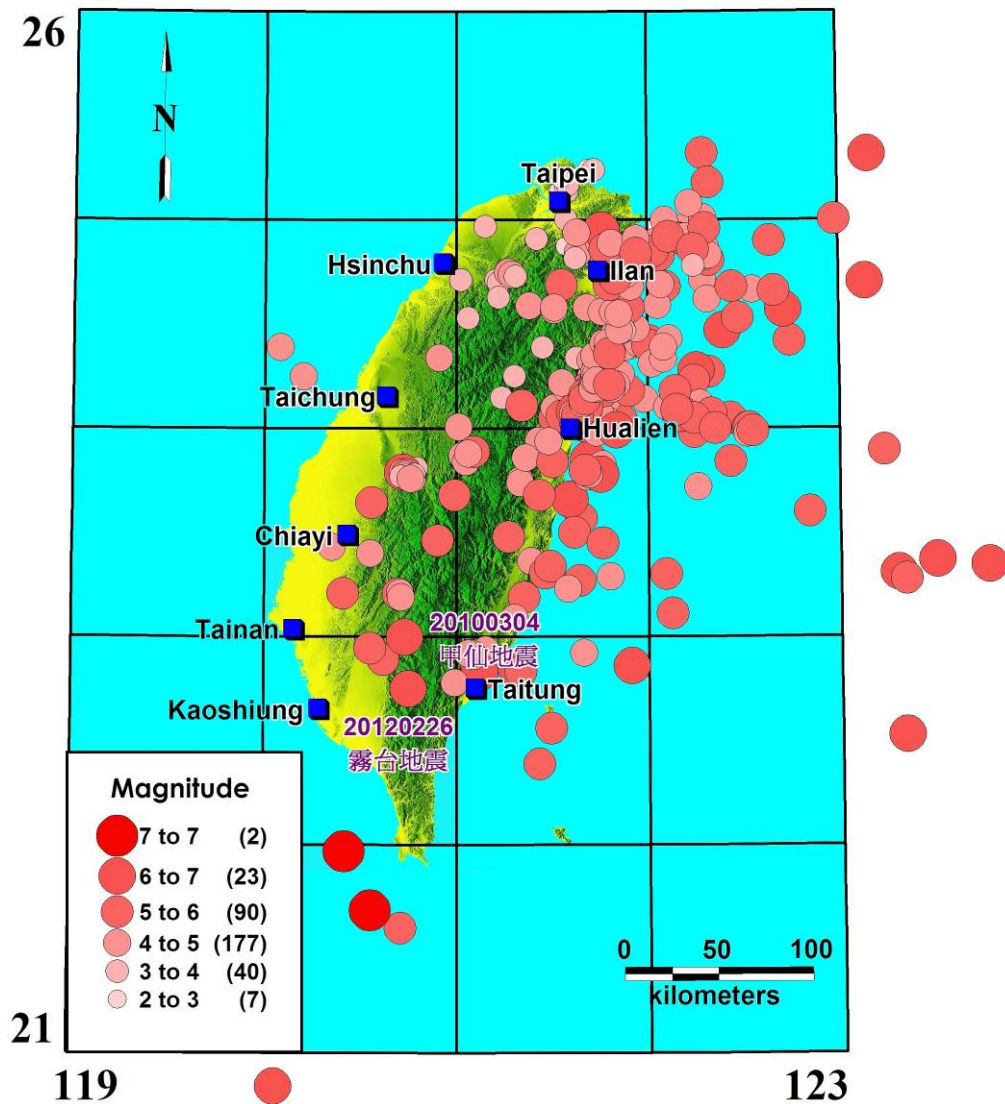 26
N
Taipei
Hsinchu
Ilan
Taichung
Hualien
Chiayi
20100304
甲仙地震
Tainan
Taitung
Kaoshiung
20120226
霧台地震
Magnitude
7 to 7 (2)
6 to 7 (23)
5 to 6 (90)
4 to 5 (177)
3 to 4 (40)
2 to 3 (7)
0 50 100
kilometers
21
119 123